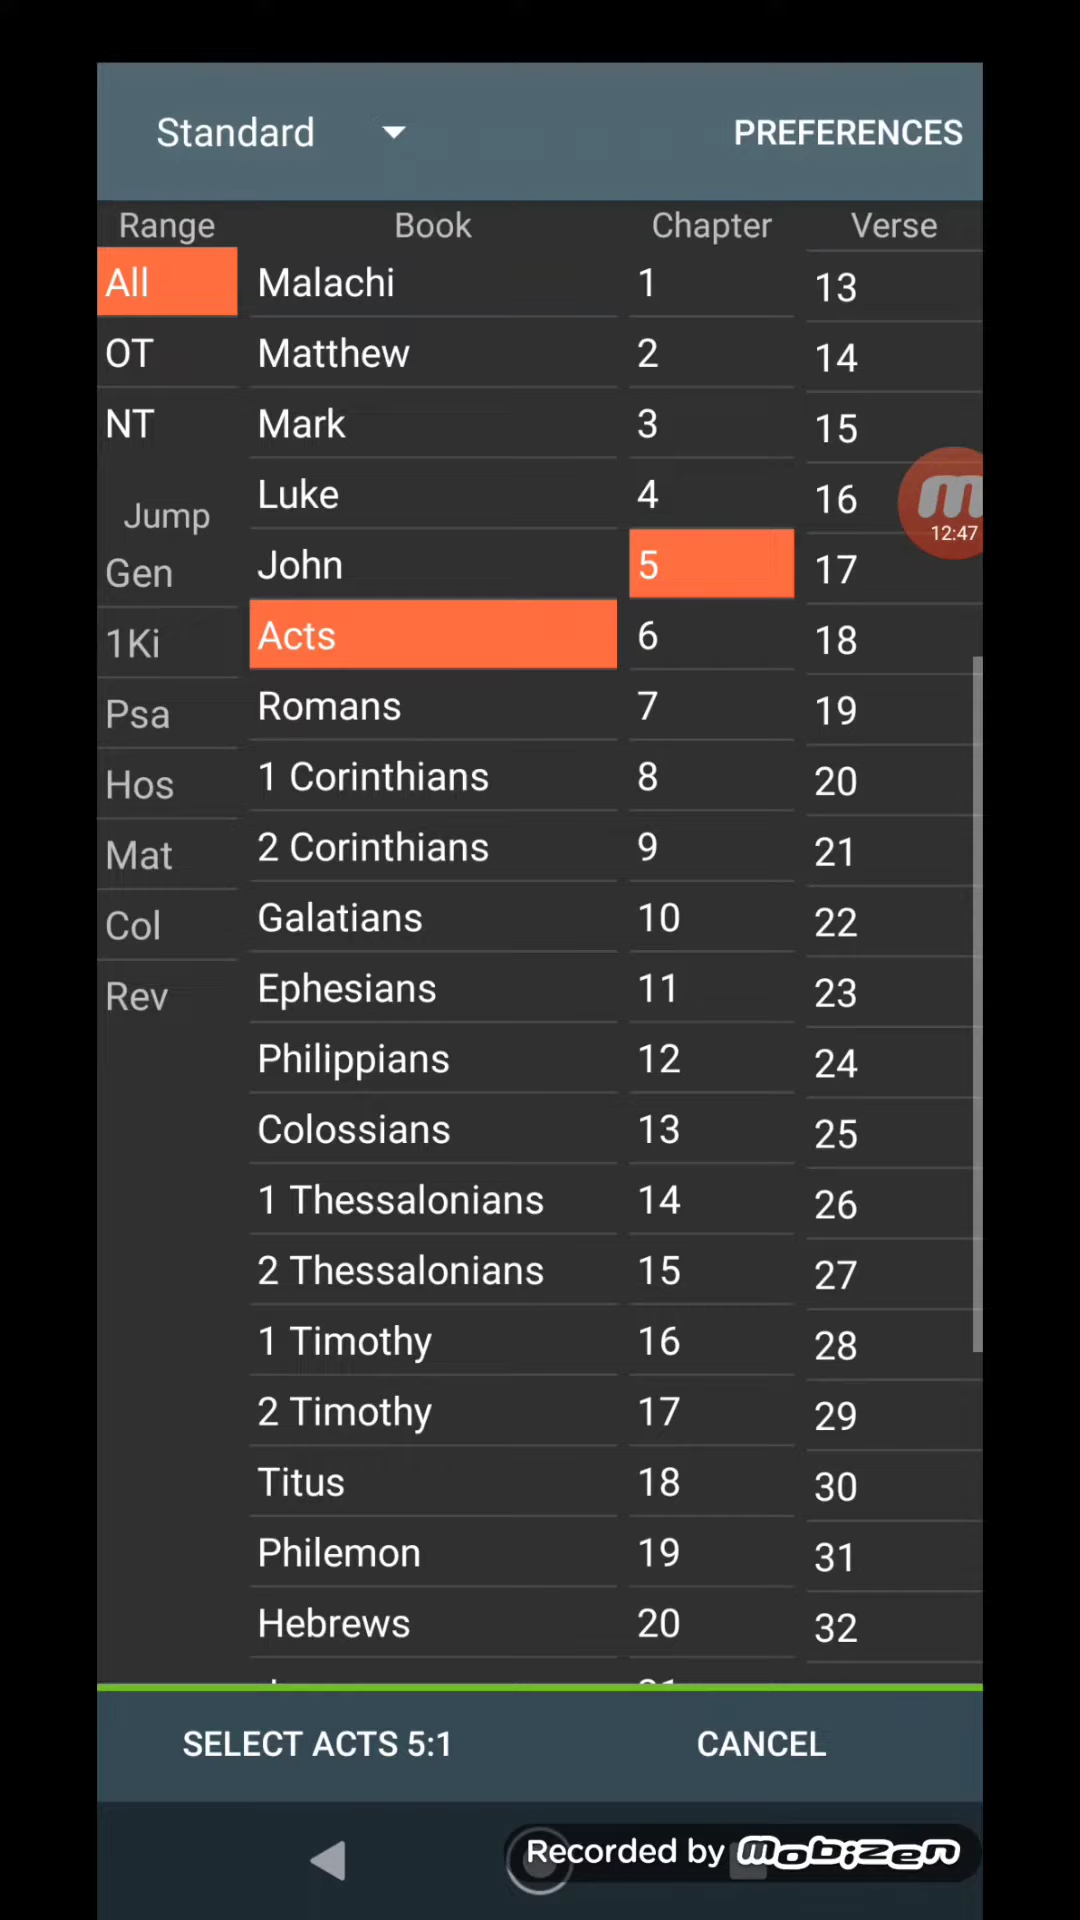 Standard PREFERENCES
Range Book Chapter Verse
All Malachi 1 13
OT Matthew 2 14
NT Mark 3 15
Luke 4 16
Jump
12:47
Gen John 5 17
1Ki Acts 6 18
Psa Romans 7 19
Hos 1 Corinthians 8 20
Mat 2 Corinthians 9 21
Col Galatians 10 22
Rev Ephesians 11 23
Philippians 12 24
Colossians 13 25
1 Thessalonians 14 26
2 Thessalonians 15 27
1 Timothy 16 28
2 Timothy 17 29
Titus 18 30
Philemon 19 31
Hebrews 20 32
SELECT ACTS 5:1 CANCEL
Recorded by mobizen